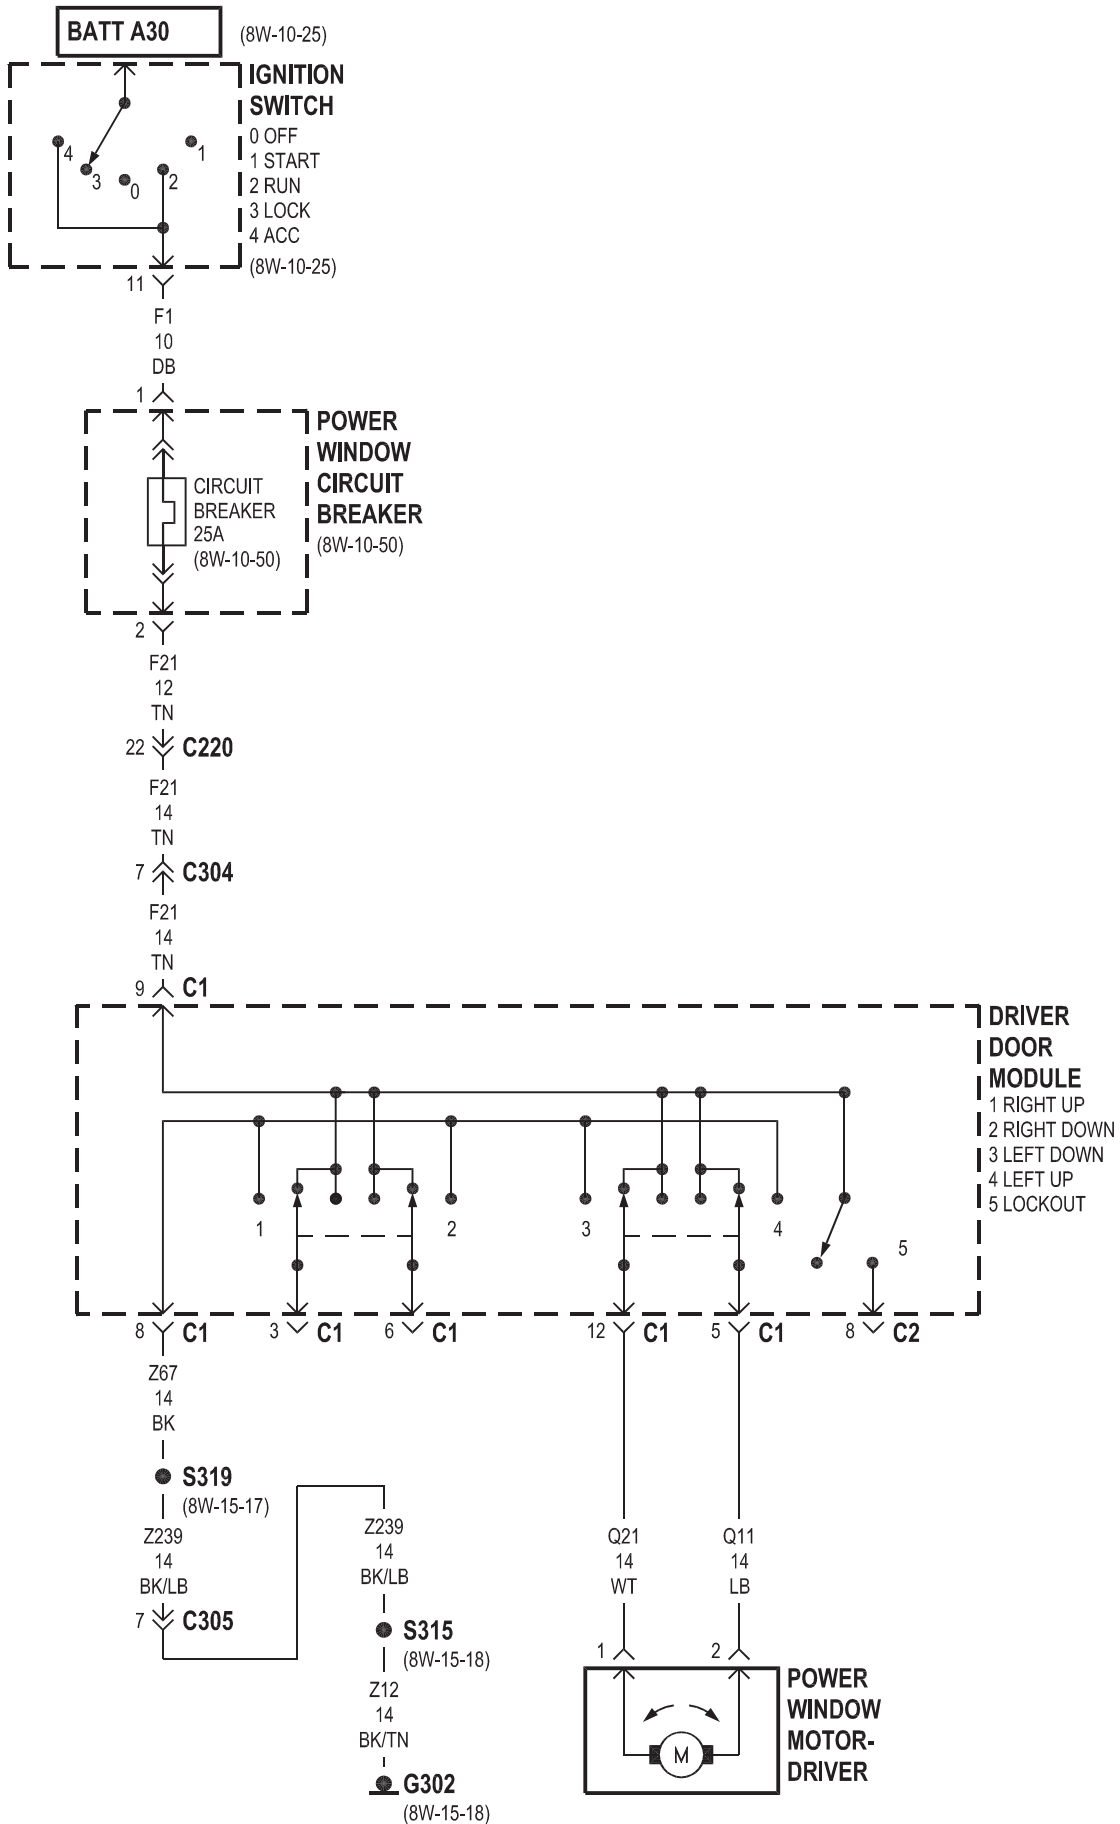 BATT A30
(8W-10-25)
IGNITION
SWITCH
0 OFF
1 START
2 RUN
3 LOCK
4 ACC
(8W-10-25)
4
3
0
2
1
11
F1
10
DB
1
POWER
WINDOW
CIRCUIT
BREAKER
(8W-10-50)
CIRCUIT
BREAKER
25A
(8W-10-50)
2
F21
12
TN
22 C220
F21
14
TN
7 C304
F21
14
TN
9 C1
DRIVER
DOOR
MODULE
1 RIGHT UP
2 RIGHT DOWN
3 LEFT DOWN
4 LEFT UP
5 LOCKOUT
1 2 3 4 5
8 C1 3 C1 6 C1 12 C1 5 C1 8 C2
Z67
14
BK
S319
(8W-15-17)
Z239
14
BK/LB
7 C305
Z239
14
BK/LB
S315
(8W-15-18)
Z12
14
BK/TN
G302
(8W-15-18)
Q21
14
WT
1
Q11
14
LB
2
M
POWER
WINDOW
MOTOR-
DRIVER